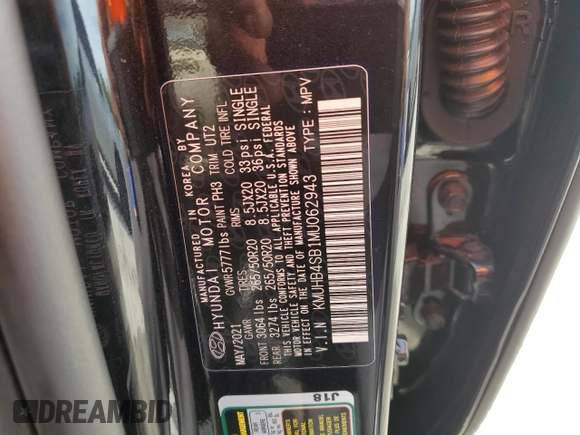 MANUFACTURED IN KOREA BY
HYUNDAI MOTOR COMPANY
MAY/2021 GVWR 5777 lbs PAINT PH3 TRIM UT2
GAWR TIRES RIMS COLD TIRE INFL
FRONT 3064 lbs 265/50R20 8.5JX20 33psi SINGLE
REAR 3274 lbs 265/50R20 8.5JX20 36psi SINGLE
THIS VEHICLE CONFORMS TO ALL APPLICABLE U.S.A. FEDERAL
MOTOR VEHICLE SAFETY AND THEFT PREVENTION STANDARDS
IN EFFECT ON THE DATE OF MANUFACTURE SHOWN ABOVE
V.I.N KMUHB4SB1MU062943 TYPE : MPV
J18
DREAMBID